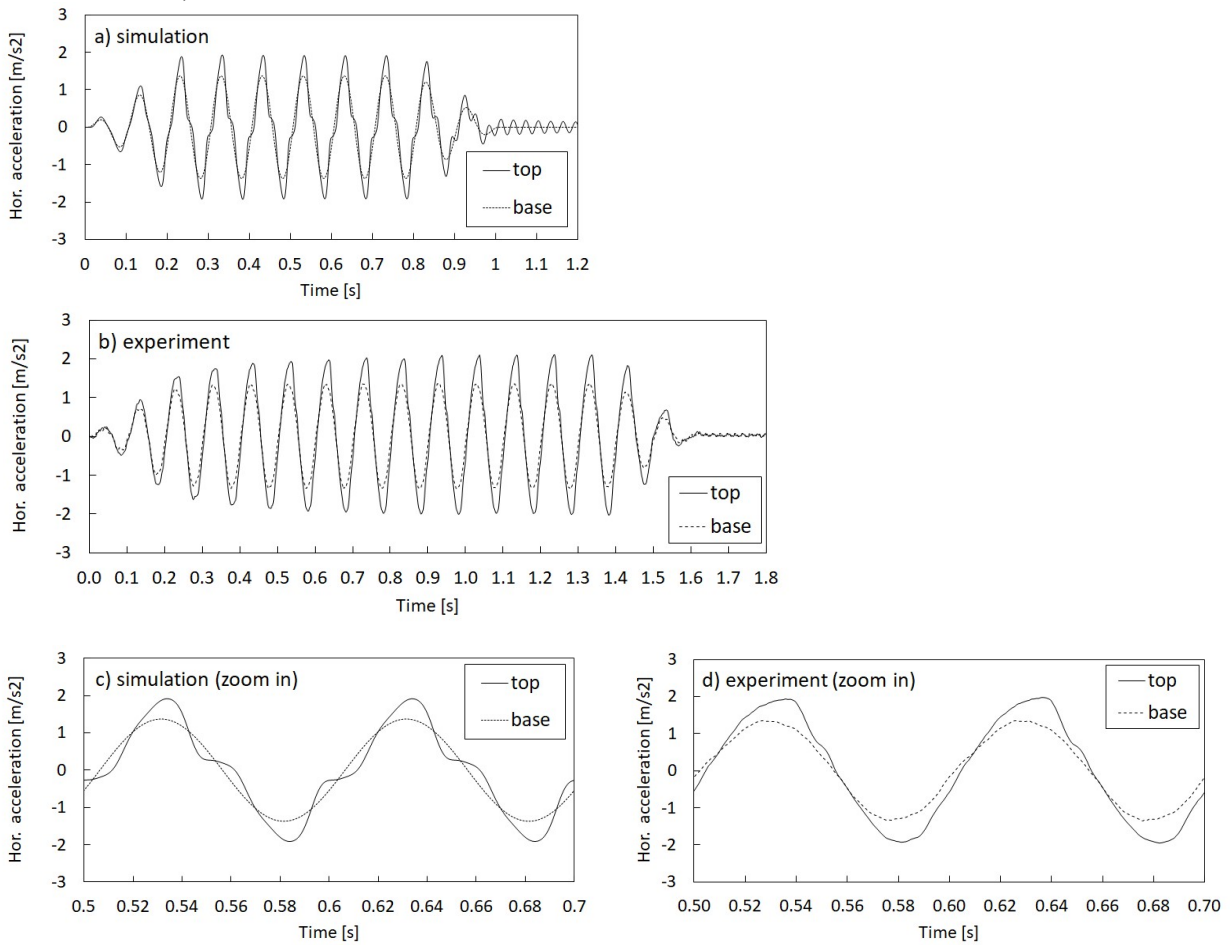 a) simulation
Hor. acceleration [m/s2]
3
2
1
0
-1
-2
-3
top
base
0 0.1 0.2 0.3 0.4 0.5 0.6 0.7 0.8 0.9 1 1.1 1.2
Time [s]
b) experiment
Hor. acceleration [m/s2]
3
2
1
0
-1
-2
-3
top
base
0.0 0.1 0.2 0.3 0.4 0.5 0.6 0.7 0.8 0.9 1.0 1.1 1.2 1.3 1.4 1.5 1.6 1.7 1.8
Time [s]
c) simulation (zoom in)
Hor. acceleration [m/s2]
3
2
1
0
-1
-2
-3
top
base
0.5 0.52 0.54 0.56 0.58 0.6 0.62 0.64 0.66 0.68 0.7
Time [s]
d) experiment (zoom in)
Hor. acceleration [m/s2]
3
2
1
0
-1
-2
-3
top
base
0.50 0.52 0.54 0.56 0.58 0.60 0.62 0.64 0.66 0.68 0.70
Time [s]